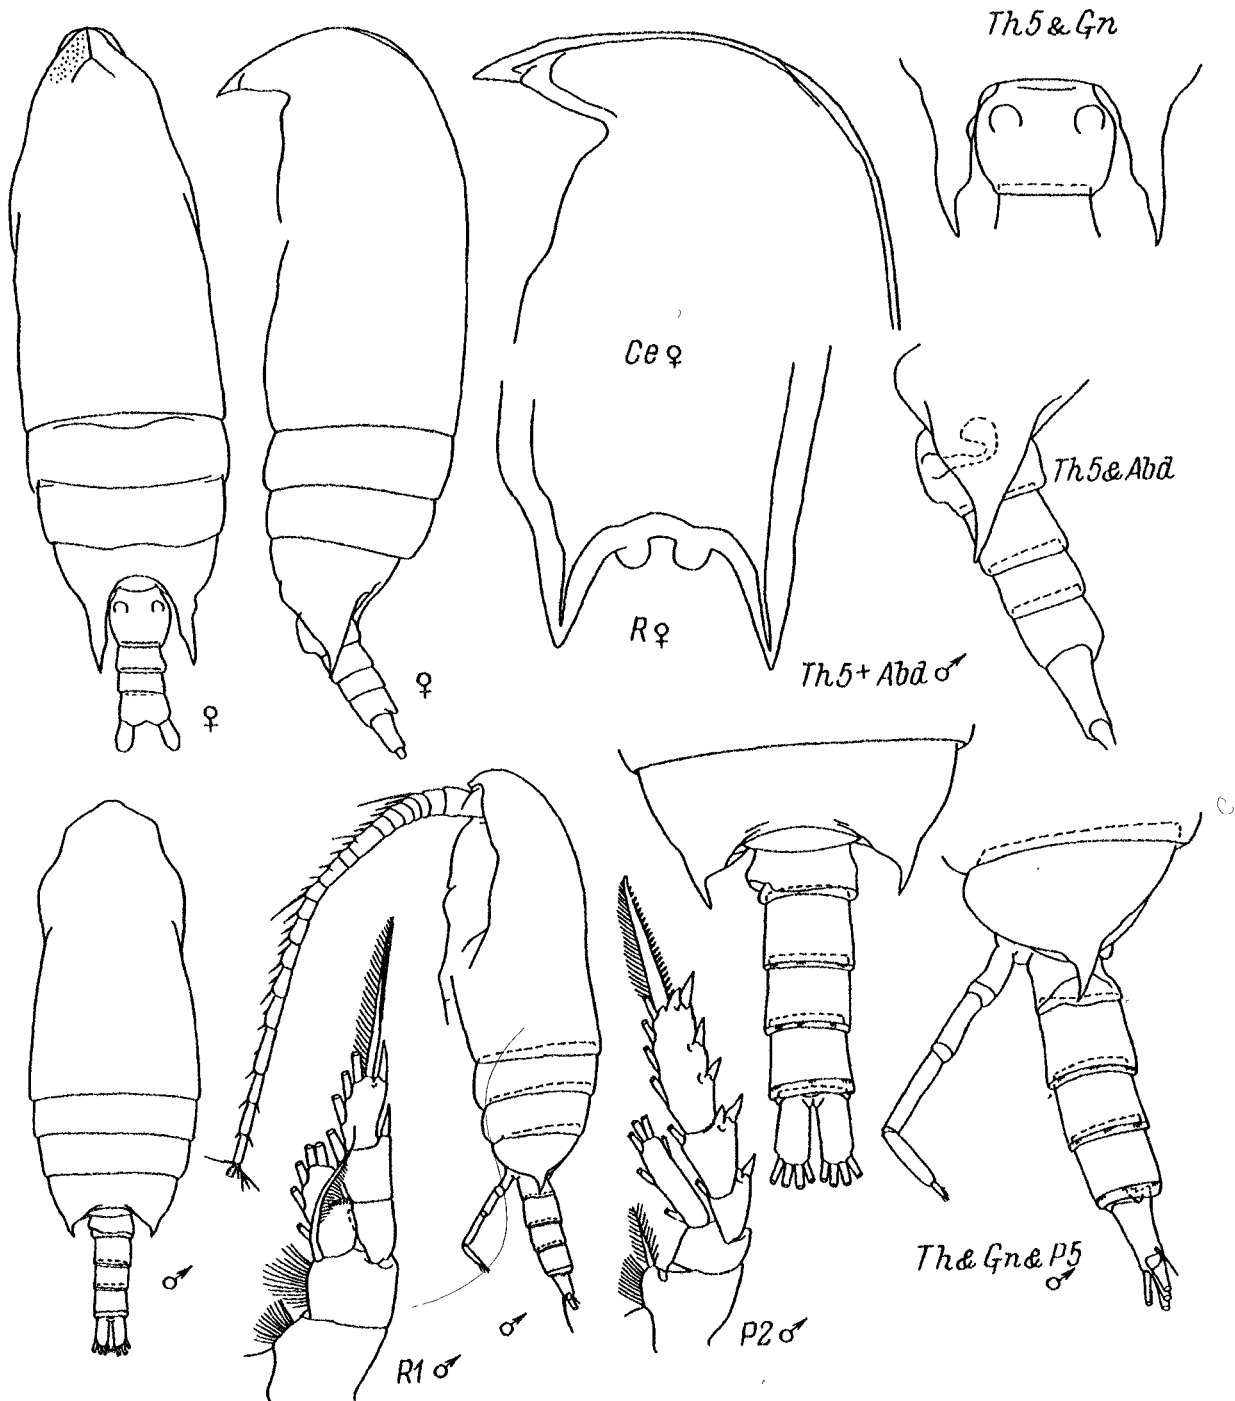 Th5 & Gn
Ce ♀
Th5 & Abd
R ♀
Th5 + Abd ♂
♀
♀
Th & Gn & P5
♂
♂
♂
P2 ♂
R1 ♂